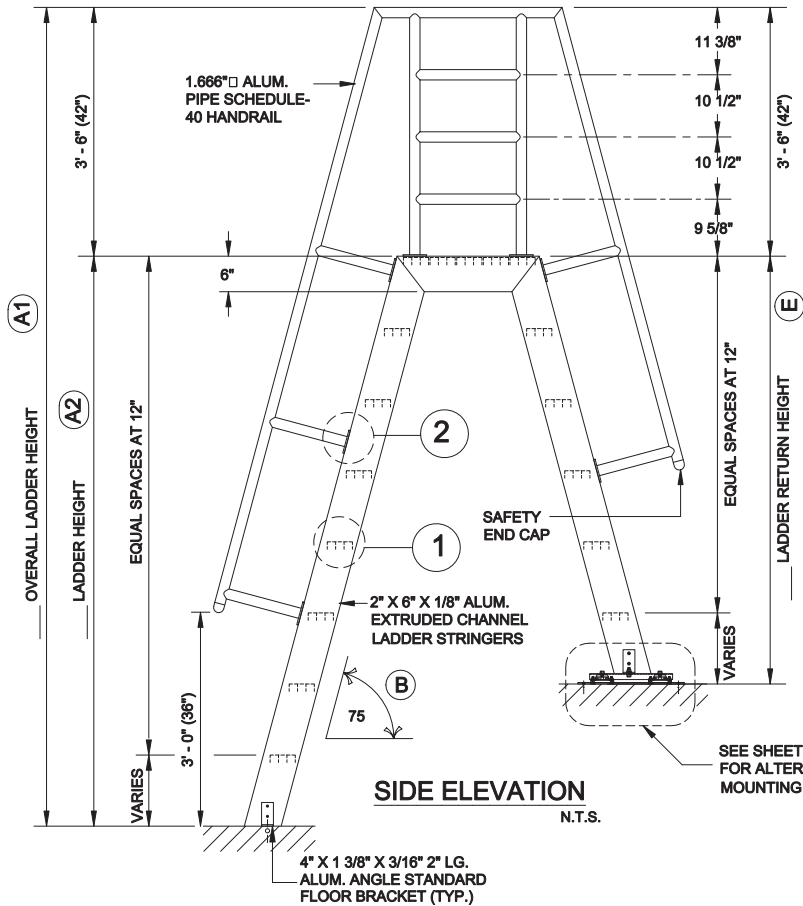 11 3/8"
10 1/2"
10 1/2"
9 5/8"
3' - 6" (42")
3' - 6" (42")
1.666"□ ALUM.
PIPE SCHEDULE-
40 HANDRAIL
6"
A1
A2
E
OVERALL LADDER HEIGHT
LADDER HEIGHT
EQUAL SPACES AT 12"
EQUAL SPACES AT 12"
LADDER RETURN HEIGHT
2
1
SAFETY
END CAP
2" X 6" X 1/8" ALUM.
EXTRUDED CHANNEL
LADDER STRINGERS
B
75
3' - 0" (36")
VARIES
VARIES
SEE SHEET
FOR ALTER
MOUNTING
SIDE ELEVATION
N.T.S.
4" X 1 3/8" X 3/16" 2" LG.
ALUM. ANGLE STANDARD
FLOOR BRACKET (TYP.)